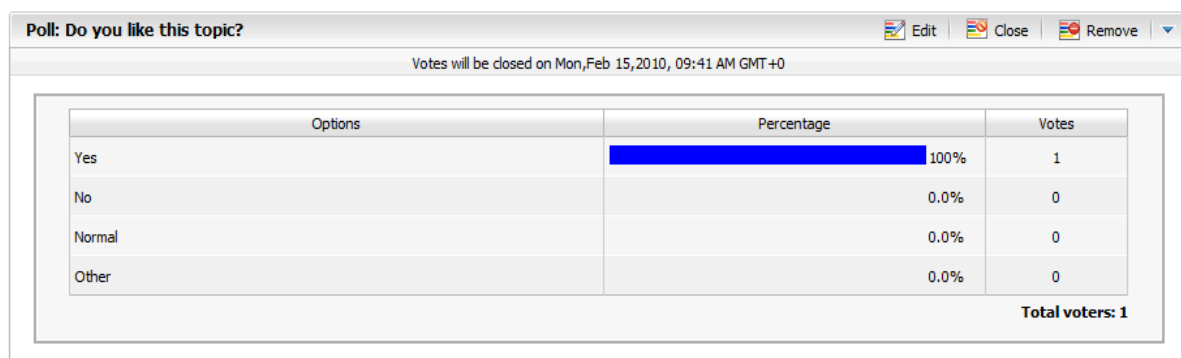 Poll: Do you like this topic? Edit Close Remove
Votes will be closed on Mon,Feb 15,2010, 09:41 AM GMT+0
Options Percentage Votes
Yes 100% 1
No 0.0% 0
Normal 0.0% 0
Other 0.0% 0
Total voters: 1